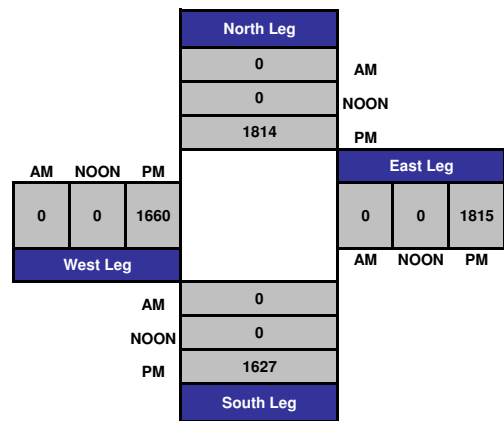 North Leg
0 AM
0 NOON
1814 PM
AM NOON PM
East Leg
0 0 1660
0 0 1815
West Leg
AM NOON PM
AM 0
NOON 0
PM 1627
South Leg